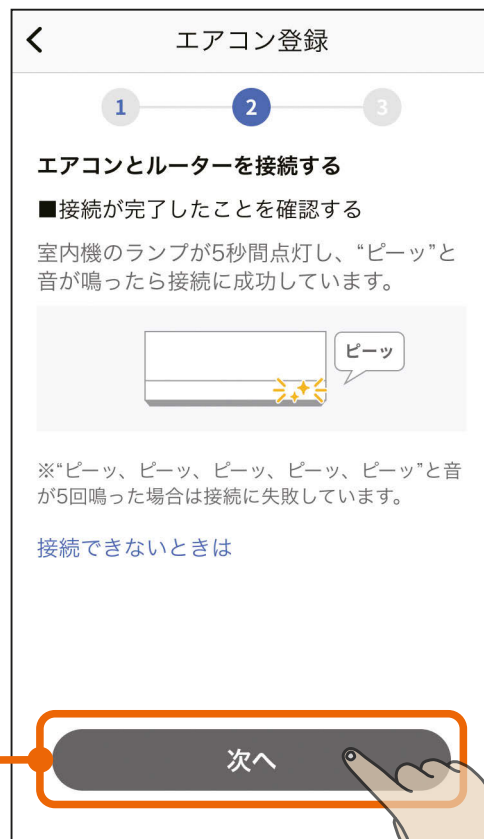 エアコン登録
1 2 3
エアコンとルーターを接続する
■接続が完了したことを確認する
室内機のランプが5秒間点灯し、“ピーッ”と
音が鳴ったら接続に成功しています。
ピーッ
※“ピーッ、ピーッ、ピーッ、ピーッ、ピーッ”と音
が5回鳴った場合は接続に失敗しています。
接続できないときは
次へ